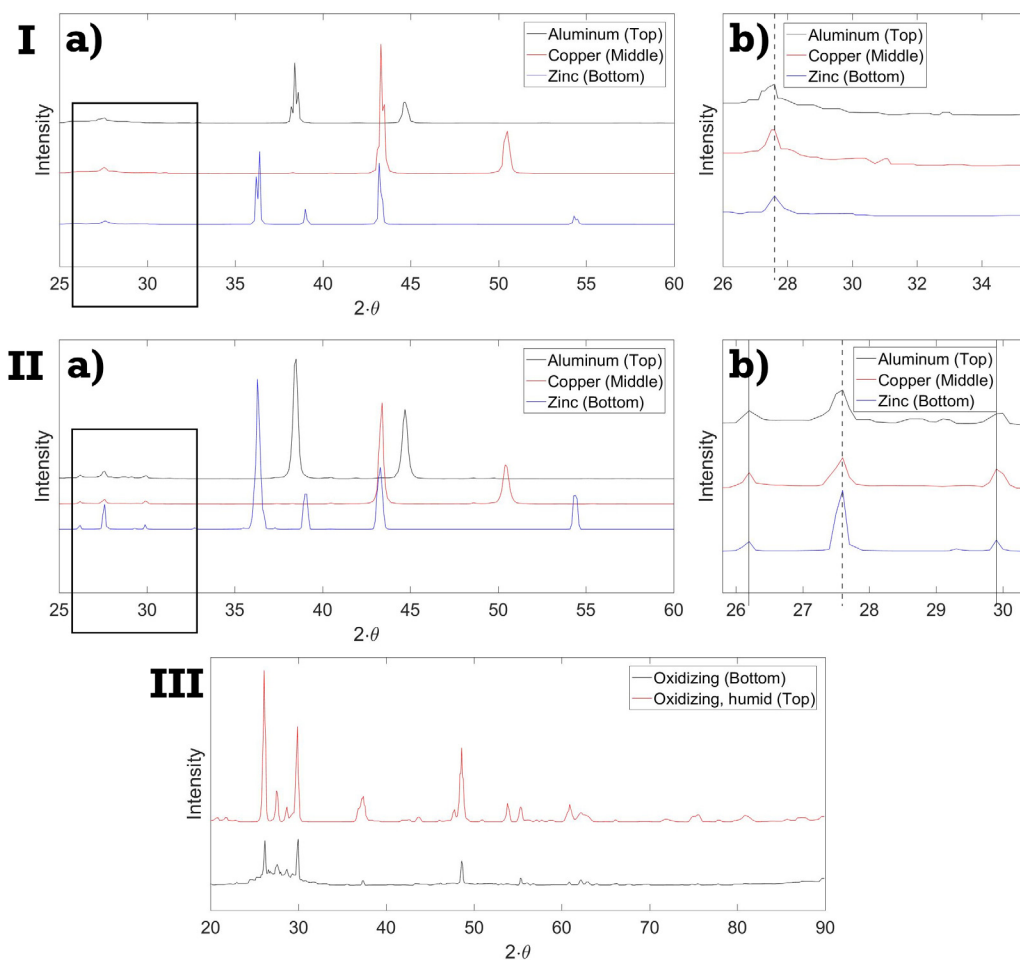 I
a)
Aluminum (Top)
Copper (Middle)
Zinc (Bottom)
Intensity
25 30 35 40 45 50 55 60
2·θ
b)
Aluminum (Top)
Copper (Middle)
Zinc (Bottom)
Intensity
26 28 30 32 34
II
a)
Aluminum (Top)
Copper (Middle)
Zinc (Bottom)
Intensity
25 30 35 40 45 50 55 60
2·θ
b)
Aluminum (Top)
Copper (Middle)
Zinc (Bottom)
Intensity
26 27 28 29 30
III
Oxidizing (Bottom)
Oxidizing, humid (Top)
Intensity
20 30 40 50 60 70 80 90
2·θ